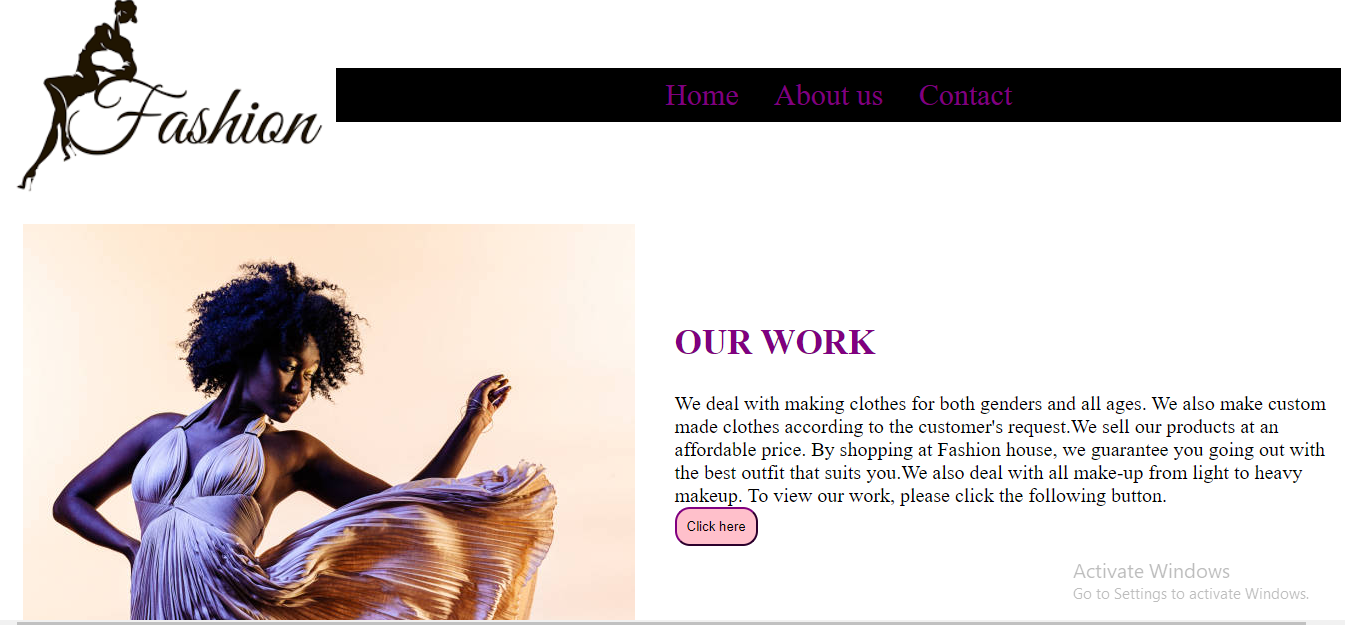 Fashion
Home About us Contact
OUR WORK
We deal with making clothes for both genders and all ages. We also make custom
made clothes according to the customer's request.We sell our products at an
affordable price. By shopping at Fashion house, we guarantee you going out with
the best outfit that suits you.We also deal with all make-up from light to heavy
makeup. To view our work, please click the following button.
Click here
Activate Windows
Go to Settings to activate Windows.